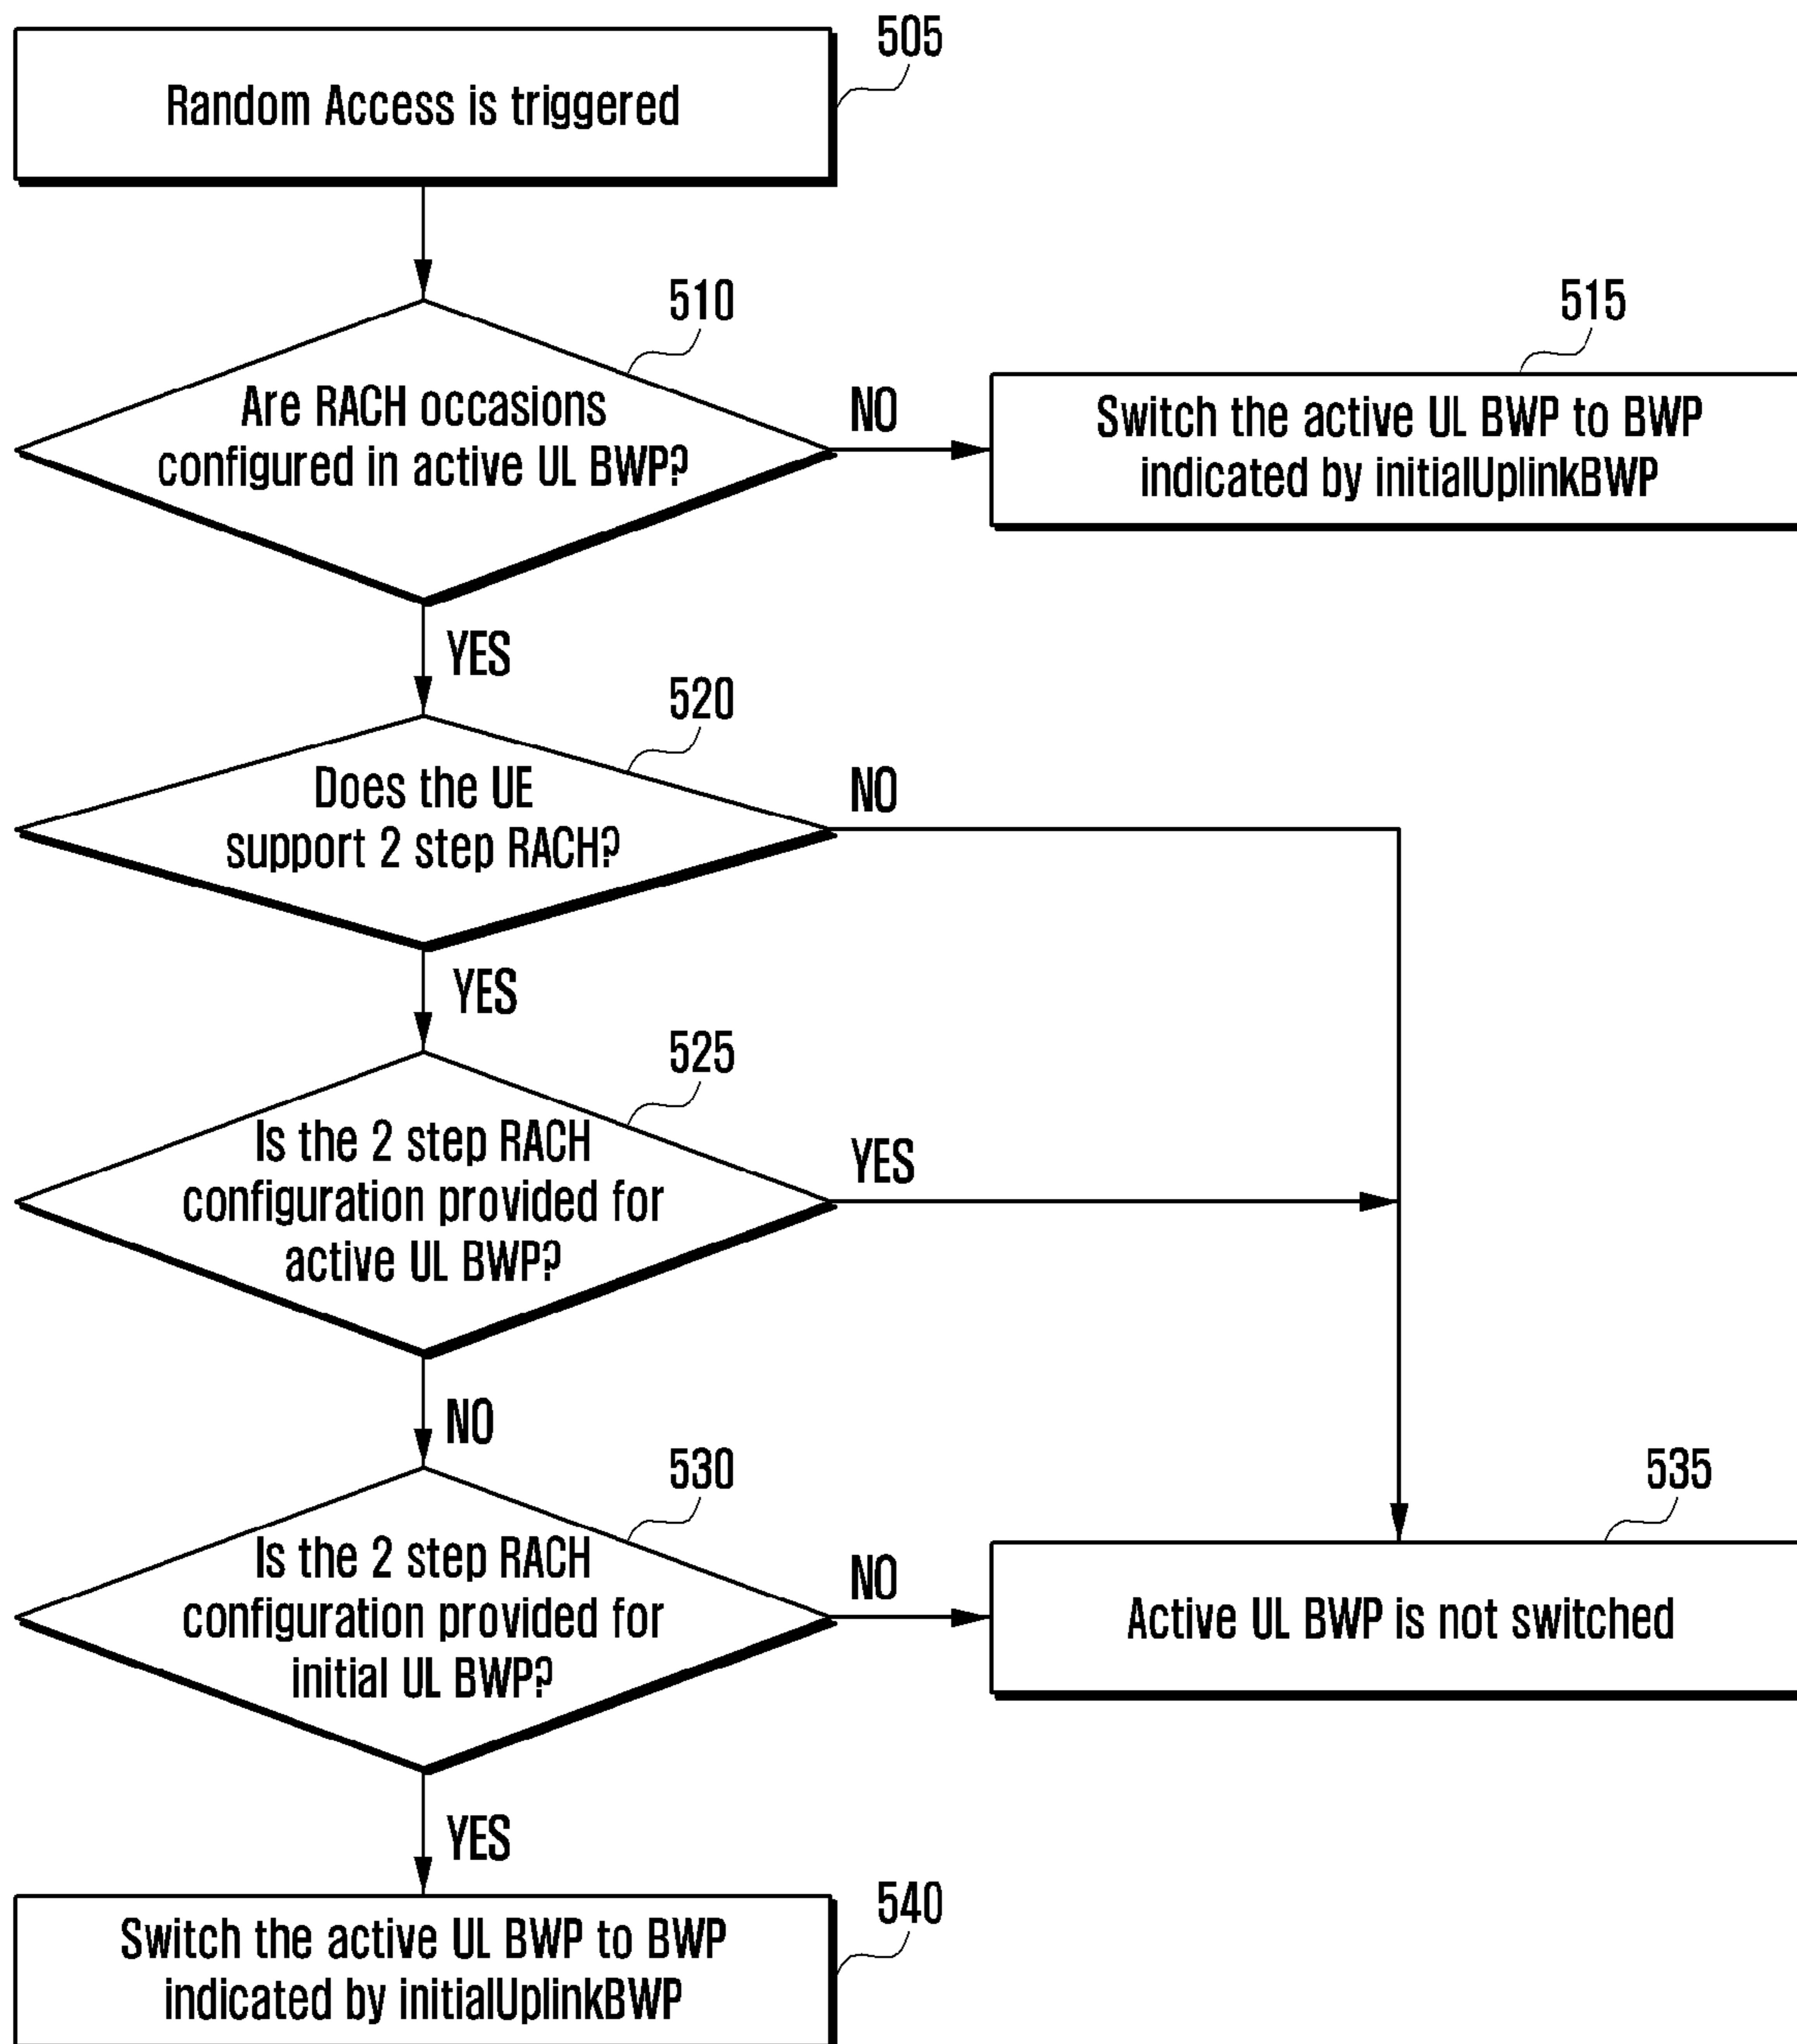 505
Random Access is triggered
510
Are RACH occasions
configured in active UL BWP?
NO
515
Switch the active UL BWP to BWP
indicated by initialUplinkBWP
YES
520
Does the UE
support 2 step RACH?
NO
YES
525
Is the 2 step RACH
configuration provided for
active UL BWP?
YES
NO
530
Is the 2 step RACH
configuration provided for
initial UL BWP?
NO
535
Active UL BWP is not switched
YES
540
Switch the active UL BWP to BWP
indicated by initialUplinkBWP